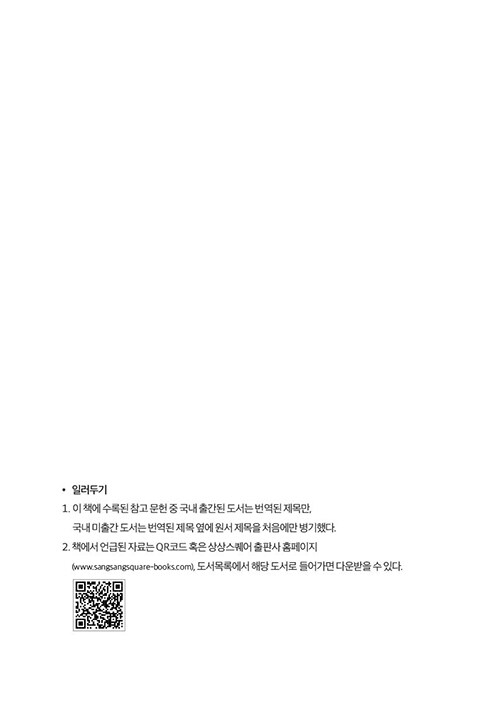 • 일러두기
1. 이 책에 수록된 참고 문헌 중 국내 출간된 도서는 번역된 제목만,
국내 미출간 도서는 번역된 제목 옆에 원서 제목을 처음에만 병기했다.
2. 책에서 언급된 자료는 QR코드 혹은 상상스퀘어 출판사 홈페이지
(www.sangsangsquare-books.com), 도서목록에서 해당 도서로 들어가면 다운받을 수 있다.